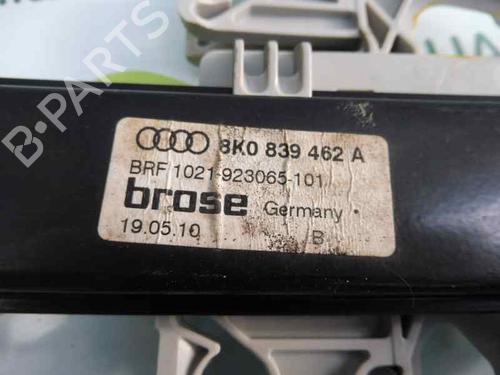 B-PARTS
8K0 839 462 A
BRF 1021-923065-101
brose Germany •
19.05.10 B